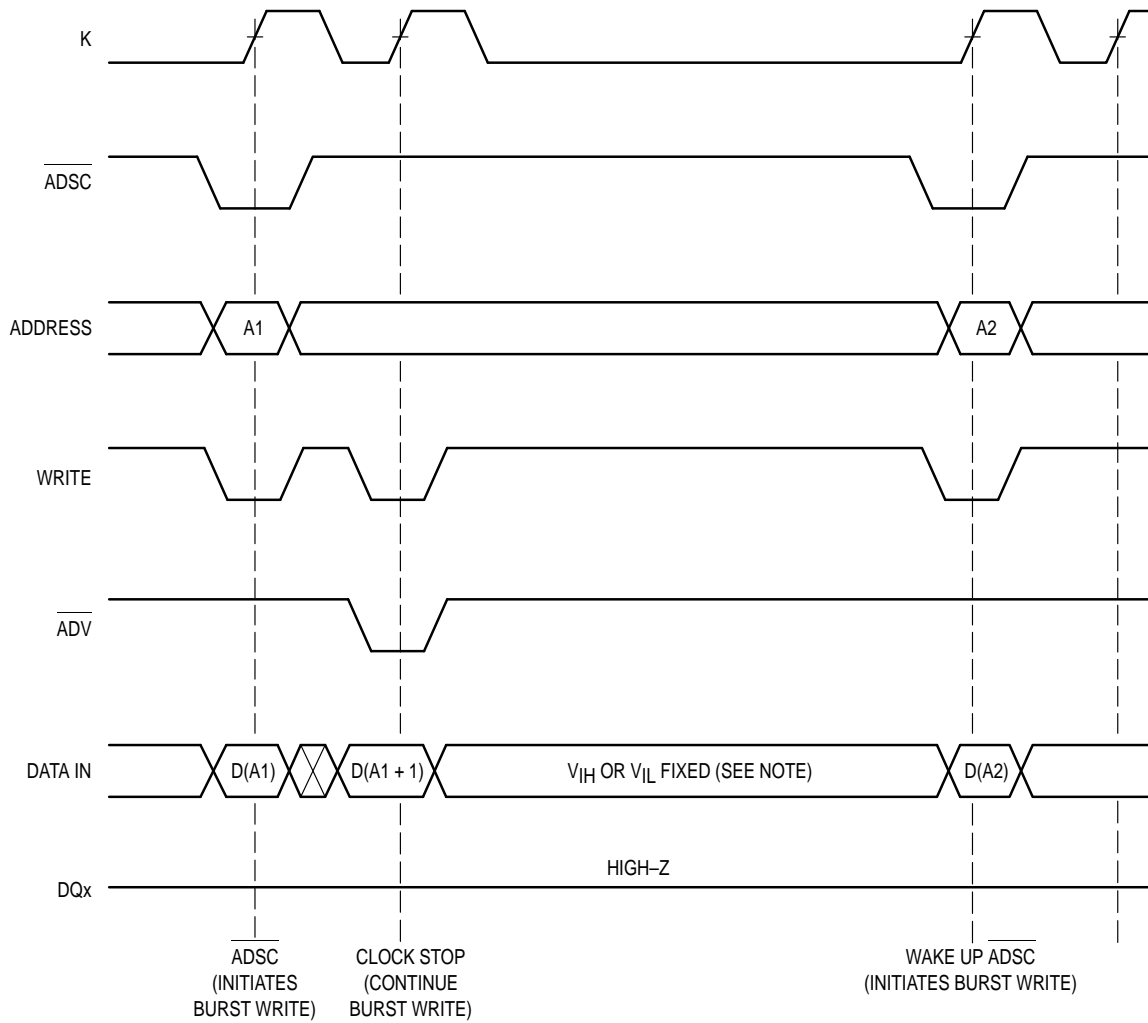 K
ADSC
ADDRESS
A1
A2
WRITE
ADV
DATA IN
D(A1)
D(A1 + 1)
VIH OR VIL FIXED (SEE NOTE)
D(A2)
HIGH–Z
DQx
ADSC
(INITIATES
BURST WRITE)
CLOCK STOP
(CONTINUE
BURST WRITE)
WAKE UP ADSC
(INITIATES BURST WRITE)